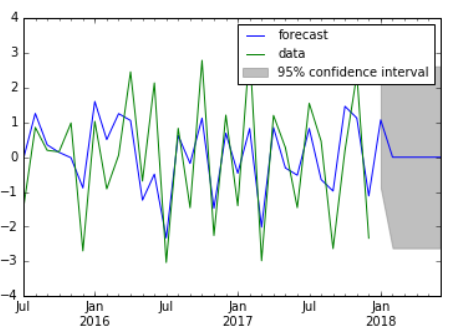 4
3
2
1
0
−1
−2
−3
−4
forecast
data
95% confidence interval
Jul
Jan
2016
Jul
Jan
2017
Jul
Jan
2018